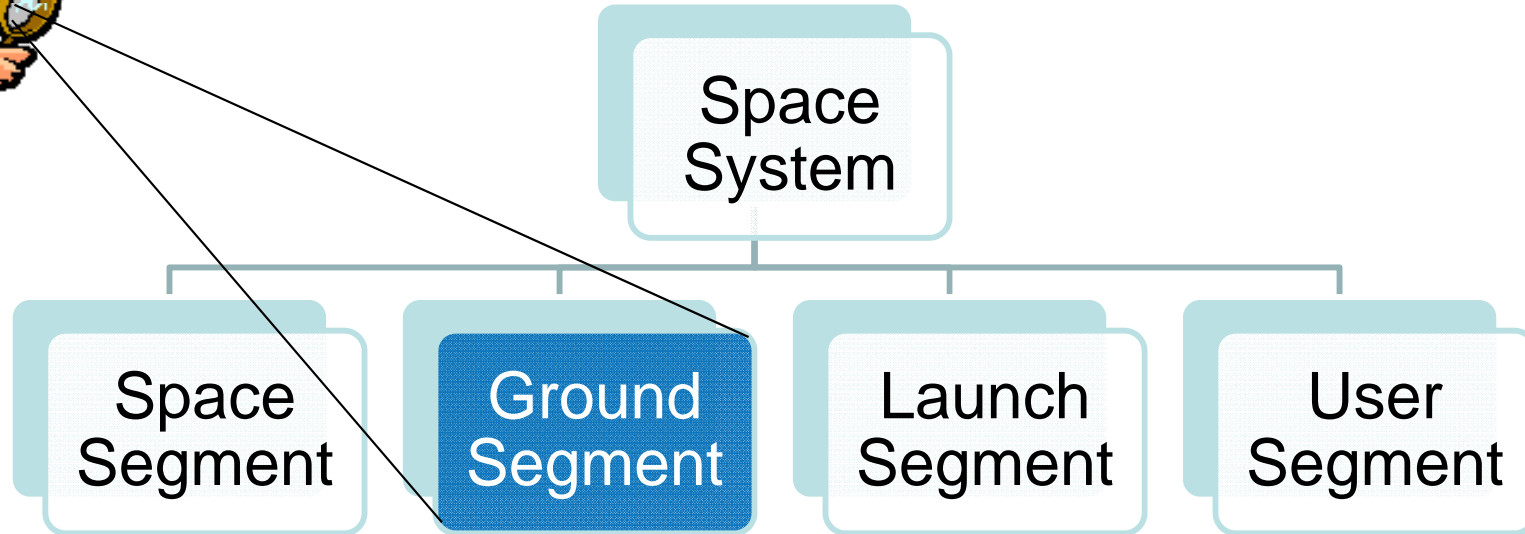 Space
System
Space
Segment
Ground
Segment
Launch
Segment
User
Segment